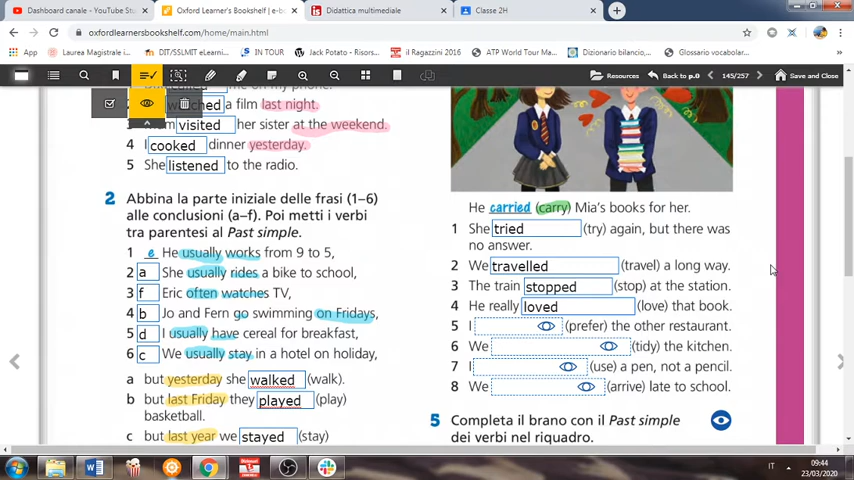 Dashboard canale - YouTube Stu
Oxford Learner's Bookshelf | e-bo
Didattica multimediale
Classe 2H
oxfordlearnersbookshelf.com/home/main.html
Laurea Magistrale i
DIT/SSLMIT eLearni...
IN TOUR
Jack Potato - Risort...
il Ragazzini 2016
ATP World Tour Ma...
Dizionario bilancio,...
Glossario vocabolar...
Resources
Back to p.0
145/257
Save and Close
me on my phone.
watched a film last night.
3 Mum visited her sister at the weekend.
4 I cooked dinner yesterday.
5 She listened to the radio.
2 Abbina la parte iniziale delle frasi (1–6)
alle conclusioni (a–f). Poi metti i verbi
tra parentesi al Past simple.
1 e He usually works from 9 to 5,
2 a She usually rides a bike to school,
3 f Eric often watches TV,
4 b Jo and Fern go swimming on Fridays,
5 d I usually have cereal for breakfast,
6 c We usually stay in a hotel on holiday,
a but yesterday she walked (walk).
b but last Friday they played (play)
basketball.
c but last year we stayed (stay)
He carried (carry) Mia's books for her.
1 She tried (try) again, but there was
no answer.
2 We travelled (travel) a long way.
3 The train stopped (stop) at the station.
4 He really loved (love) that book.
5 I (prefer) the other restaurant.
6 We (tidy) the kitchen.
7 I (use) a pen, not a pencil.
8 We (arrive) late to school.
5 Completa il brano con il Past simple
dei verbi nel riquadro.
IT
09:44
23/03/2020